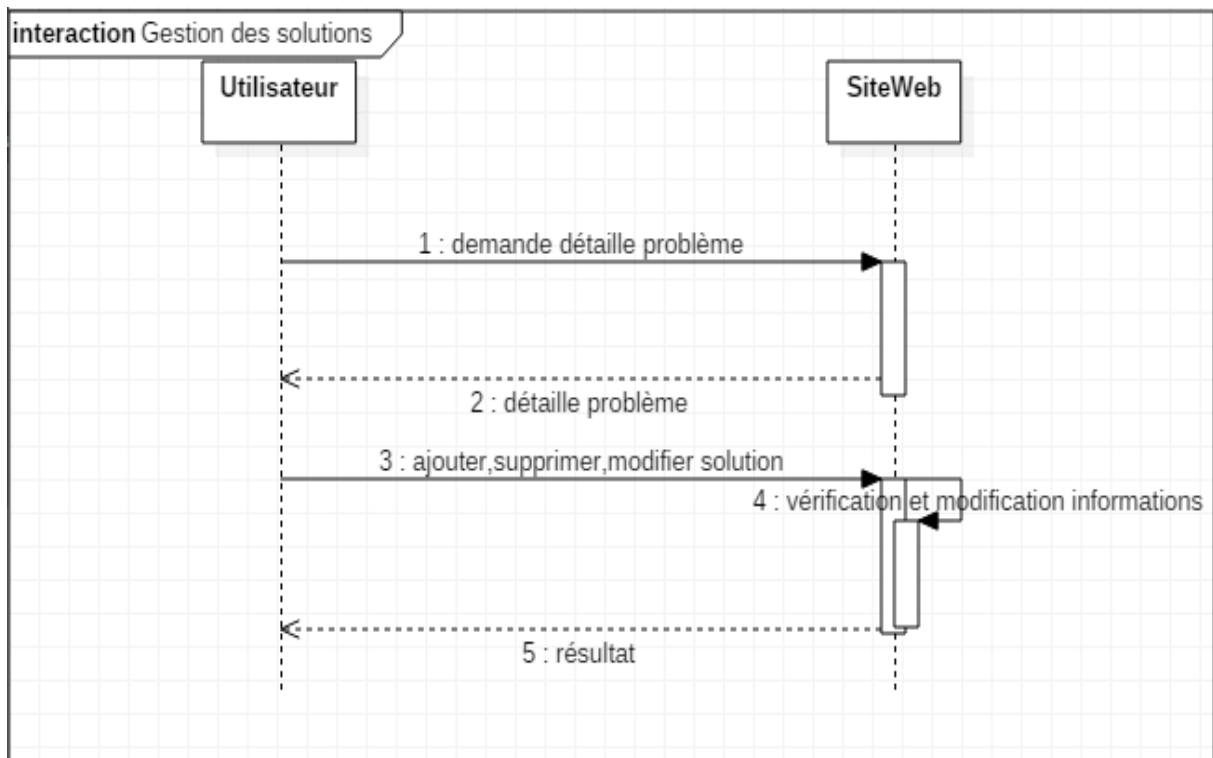 interaction Gestion des solutions
Utilisateur
SiteWeb
1 : demande détaille problème
2 : détaille problème
3 : ajouter,supprimer,modifier solution
4 : vérification et modification informations
5 : résultat